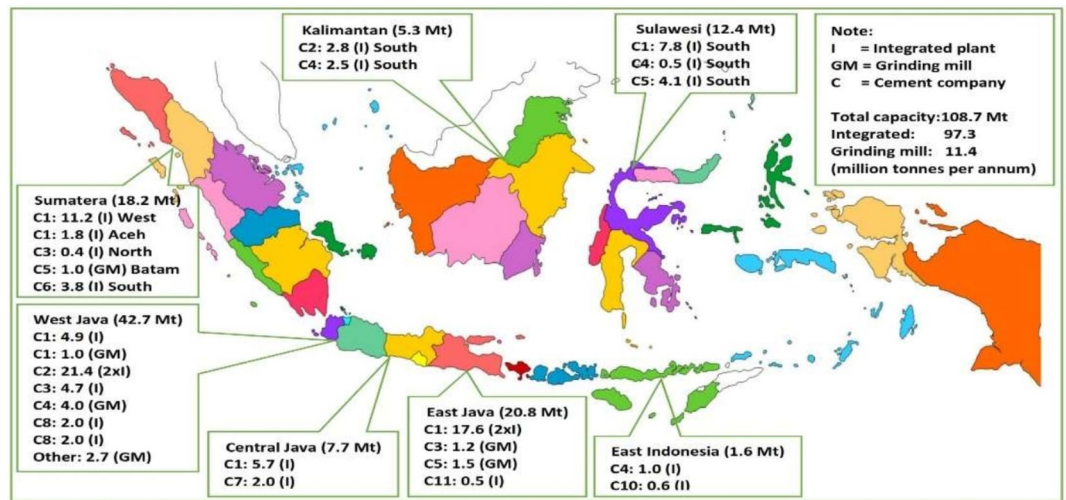 Kalimantan (5.3 Mt)
C2: 2.8 (I) South
C4: 2.5 (I) South
Sulawesi (12.4 Mt)
C1: 7.8 (I) South
C4: 0.5 (I) South
C5: 4.1 (I) South
Note:
I = Integrated plant
GM = Grinding mill
C = Cement company
Total capacity:108.7 Mt
Integrated: 97.3
Grinding mill: 11.4
(million tonnes per annum)
Sumatera (18.2 Mt)
C1: 11.2 (I) West
C1: 1.8 (I) Aceh
C3: 0.4 (I) North
C5: 1.0 (GM) Batam
C6: 3.8 (I) South
West Java (42.7 Mt)
C1: 4.9 (I)
C1: 1.0 (GM)
C2: 21.4 (2xI)
C3: 4.7 (I)
C4: 4.0 (GM)
C8: 2.0 (I)
C8: 2.0 (I)
Other: 2.7 (GM)
Central Java (7.7 Mt)
C1: 5.7 (I)
C7: 2.0 (I)
East Java (20.8 Mt)
C1: 17.6 (2xI)
C3: 1.2 (GM)
C5: 1.5 (GM)
C11: 0.5 (I)
East Indonesia (1.6 Mt)
C4: 1.0 (I)
C10: 0.6 (I)